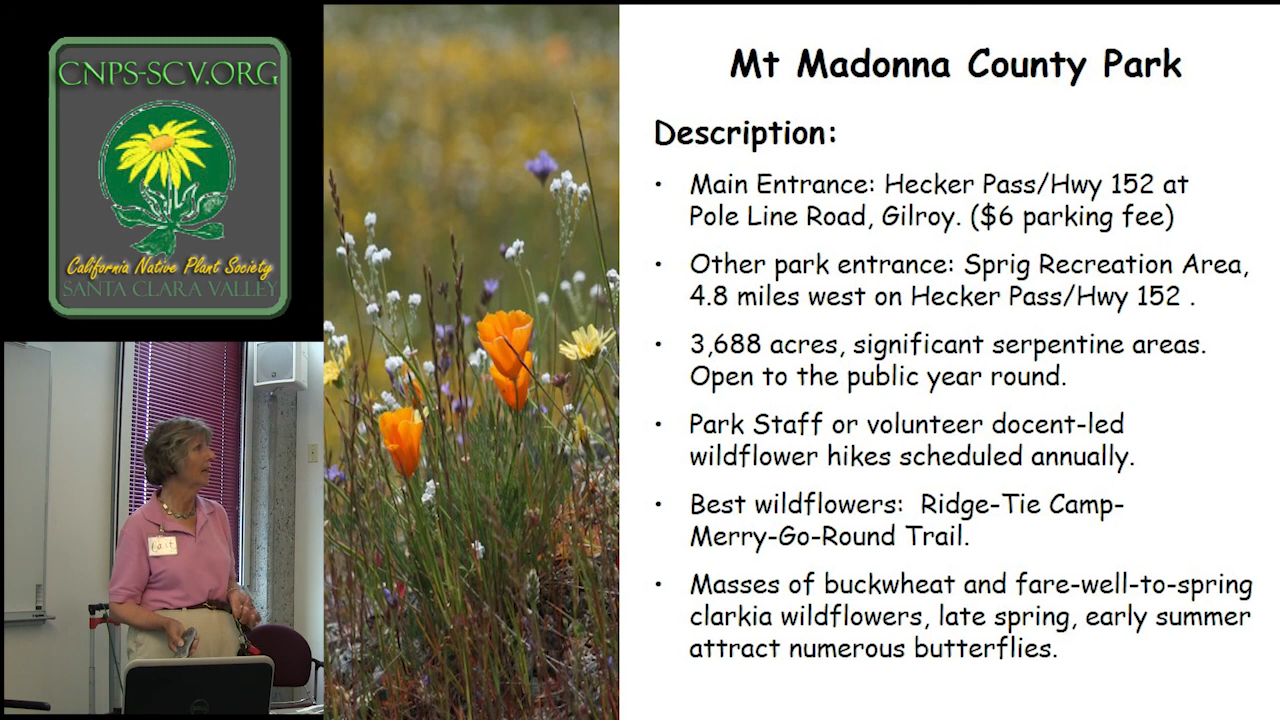 CNPS-SCV.ORG
California Native Plant Society
SANTA CLARA VALLEY
Mt Madonna County Park
Description:
• Main Entrance: Hecker Pass/Hwy 152 at
Pole Line Road, Gilroy. ($6 parking fee)
• Other park entrance: Sprig Recreation Area,
4.8 miles west on Hecker Pass/Hwy 152 .
• 3,688 acres, significant serpentine areas.
Open to the public year round.
• Park Staff or volunteer docent-led
wildflower hikes scheduled annually.
• Best wildflowers:  Ridge-Tie Camp-
Merry-Go-Round Trail.
• Masses of buckwheat and fare-well-to-spring
clarkia wildflowers, late spring, early summer
attract numerous butterflies.